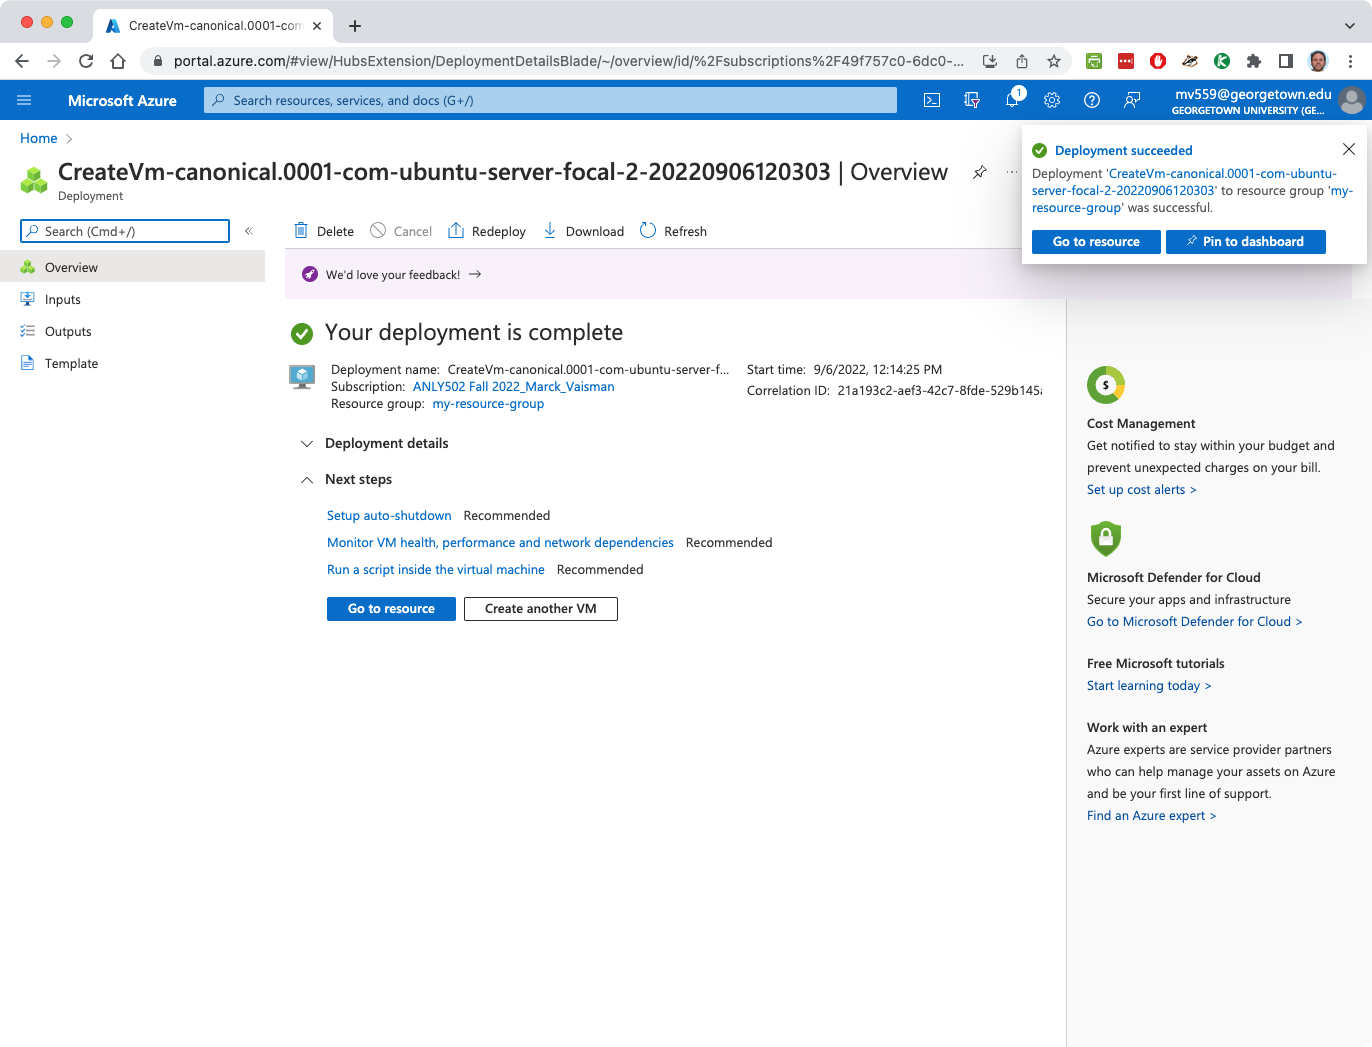 CreateVm-canonical.0001-com
portal.azure.com/#view/HubsExtension/DeploymentDetailsBlade/~/overview/id/%2Fsubscriptions%2F49f757c0-6dc0-...
Microsoft Azure
Search resources, services, and docs (G+/)
1
mv559@georgetown.edu
GEORGETOWN UNIVERSITY (GE...
Home
CreateVm-canonical.0001-com-ubuntu-server-focal-2-20220906120303 | Overview
Deployment
Deployment succeeded
Deployment 'CreateVm-canonical.0001-com-ubuntu-
server-focal-2-20220906120303' to resource group 'my-
resource-group' was successful.
Go to resource
Pin to dashboard
Search (Cmd+/)
Delete
Cancel
Redeploy
Download
Refresh
Overview
Inputs
Outputs
Template
We'd love your feedback!
Your deployment is complete
Deployment name: CreateVm-canonical.0001-com-ubuntu-server-f...
Subscription: ANLY502 Fall 2022_Marck_Vaisman
Resource group: my-resource-group
Start time: 9/6/2022, 12:14:25 PM
Correlation ID: 21a193c2-aef3-42c7-8fde-529b145a
Deployment details
Next steps
Setup auto-shutdown Recommended
Monitor VM health, performance and network dependencies Recommended
Run a script inside the virtual machine Recommended
Go to resource
Create another VM
$
Cost Management
Get notified to stay within your budget and
prevent unexpected charges on your bill.
Set up cost alerts >
Microsoft Defender for Cloud
Secure your apps and infrastructure
Go to Microsoft Defender for Cloud >
Free Microsoft tutorials
Start learning today >
Work with an expert
Azure experts are service provider partners
who can help manage your assets on Azure
and be your first line of support.
Find an Azure expert >